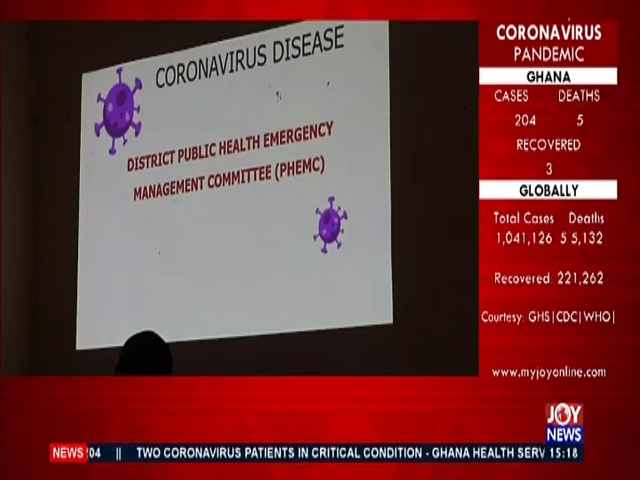 CORONAVIRUS DISEASE
DISTRICT PUBLIC HEALTH EMERGENCY
MANAGEMENT COMMITTEE (PHEMC)
CORONAVIRUS
PANDEMIC
GHANA
CASES DEATHS
204 5
RECOVERED
3
GLOBALLY
Total Cases Deaths
1,041,126 5 5,132
Recovered: 221,262
Courtesy: GHS|CDC|WHO|
www.myjoyonline.com
JOY
NEWS
NEWS 04 || TWO CORONAVIRUS PATIENTS IN CRITICAL CONDITION - GHANA HEALTH SERV 15:18